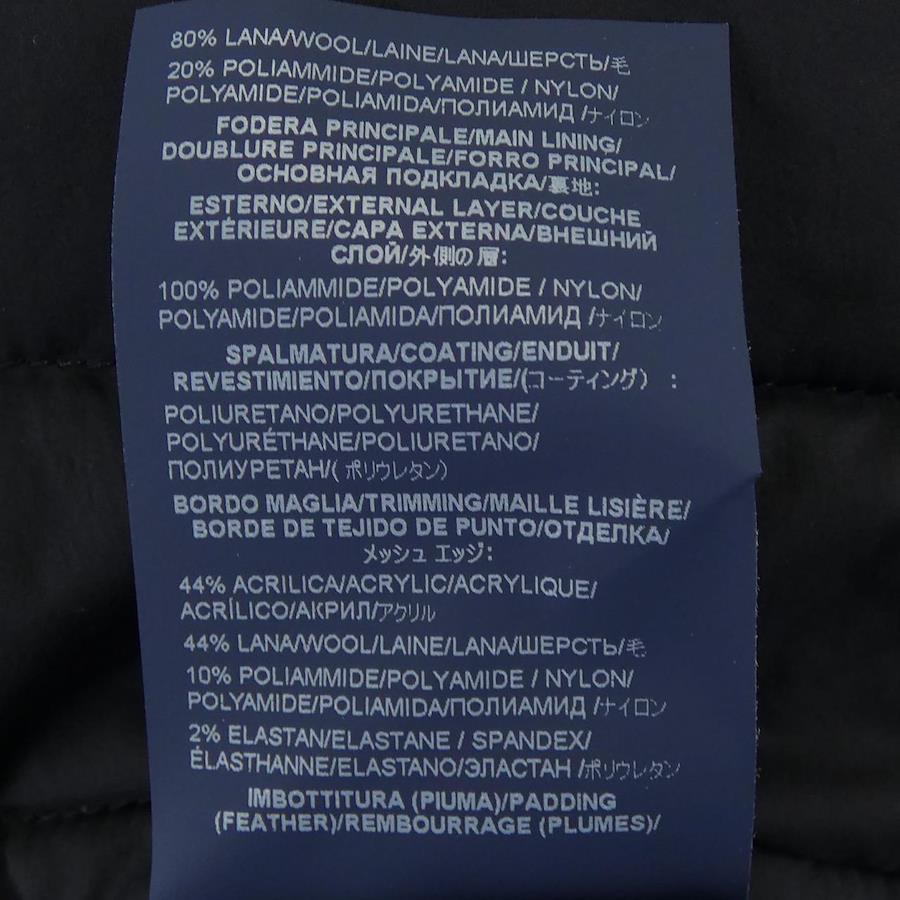 80% LANA/WOOL/LAINE/LANA/ШЕРСТЬ/毛
20% POLIAMMIDE/POLYAMIDE / NYLON/
POLYAMIDE/POLIAMIDA/ПОЛИАМИД /ナイロン
FODERA PRINCIPALE/MAIN LINING/
DOUBLURE PRINCIPALE/FORRO PRINCIPAL/
ОСНОВНАЯ ПОДКЛАДКА/裏地:
ESTERNO/EXTERNAL LAYER/COUCHE
EXTÉRIEURE/CAPA EXTERNA/ВНЕШНИЙ
СЛОЙ/外側の層:
100% POLIAMMIDE/POLYAMIDE / NYLON/
POLYAMIDE/POLIAMIDA/ПОЛИАМИД /ナイロン
SPALMATURA/COATING/ENDUIT/
REVESTIMIENTO/ПОКРЫТИЕ/(コーティング) :
POLIURETANO/POLYURETHANE/
POLYURÉTHANE/POLIURETANO/
ПОЛИУРЕТАН/( ポリウレタン)
BORDO MAGLIA/TRIMMING/MAILLE LISIÈRE/
BORDE DE TEJIDO DE PUNTO/ОТДЕЛКА/
メッシュ エッジ:
44% ACRILICA/ACRYLIC/ACRYLIQUE/
ACRÍLICO/АКРИЛ/アクリル
44% LANA/WOOL/LAINE/LANA/ШЕРСТЬ/毛
10% POLIAMMIDE/POLYAMIDE / NYLON/
POLYAMIDE/POLIAMIDA/ПОЛИАМИД /ナイロン
2% ELASTAN/ELASTANE / SPANDEX/
ÉLASTHANNE/ELASTANO/ЭЛАСТАН /ポリウレタン
IMBOTTITURA (PIUMA)/PADDING
(FEATHER)/REMBOURRAGE (PLUMES)/